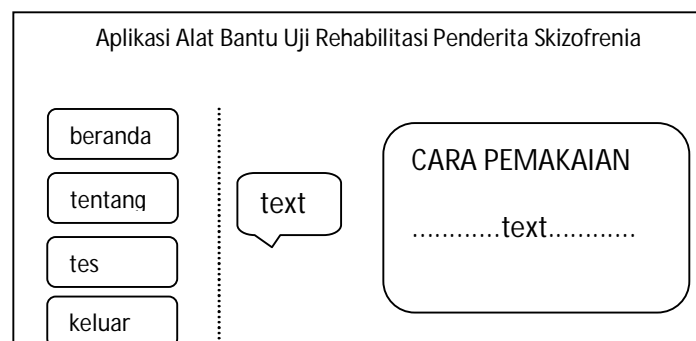 Aplikasi Alat Bantu Uji Rehabilitasi Penderita Skizofrenia
beranda
tentang
tes
keluar
text
CARA PEMAKAIAN
............text............